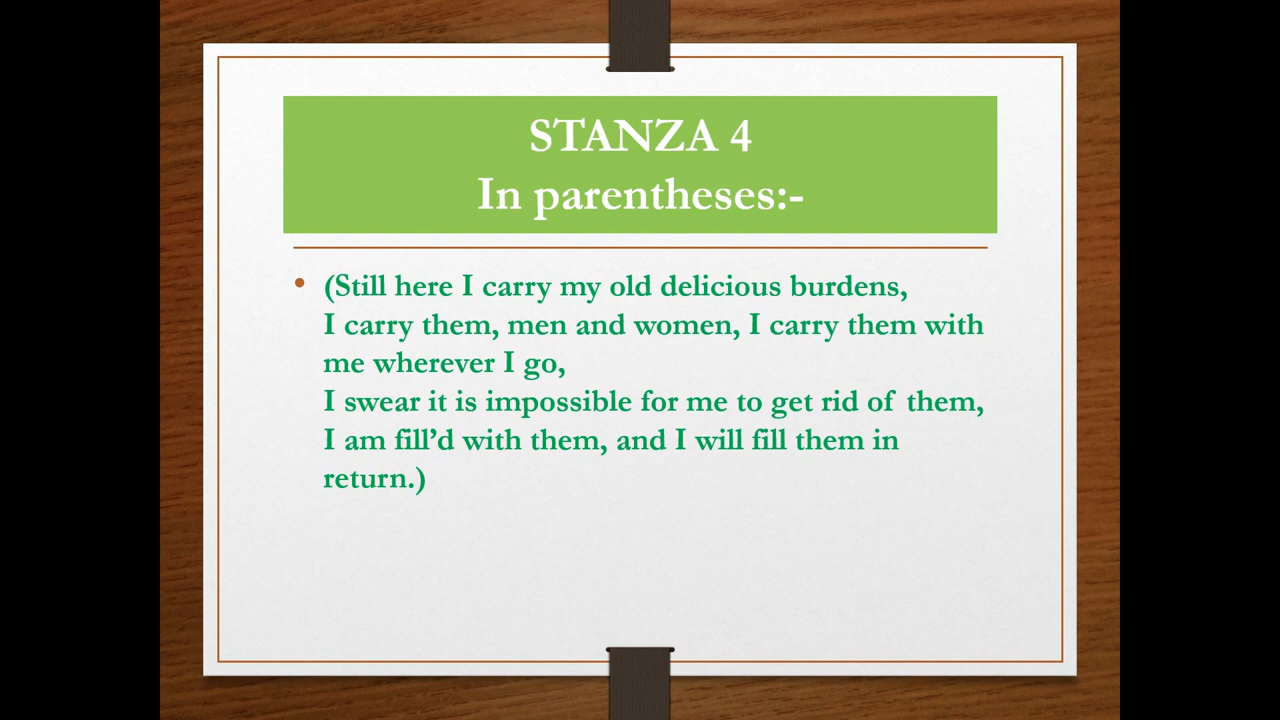 STANZA 4
In parentheses:-
• (Still here I carry my old delicious burdens,
I carry them, men and women, I carry them with
me wherever I go,
I swear it is impossible for me to get rid of them,
I am fill’d with them, and I will fill them in
return.)